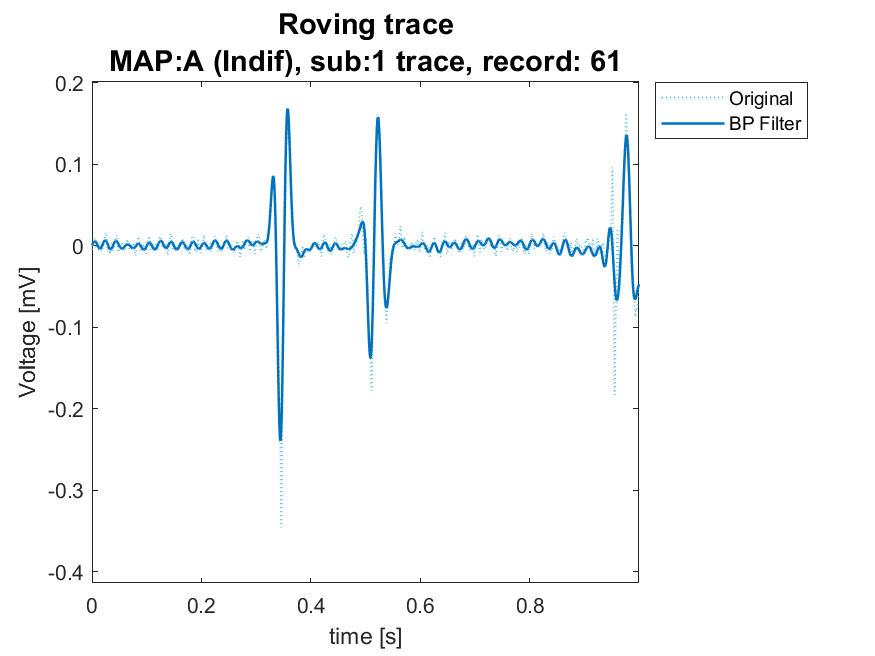 Roving trace
MAP:A (Indif), sub:1 trace, record: 61
Original
BP Filter
0.2
0.1
0
-0.1
-0.2
-0.3
-0.4
Voltage [mV]
0 0.2 0.4 0.6 0.8
time [s]